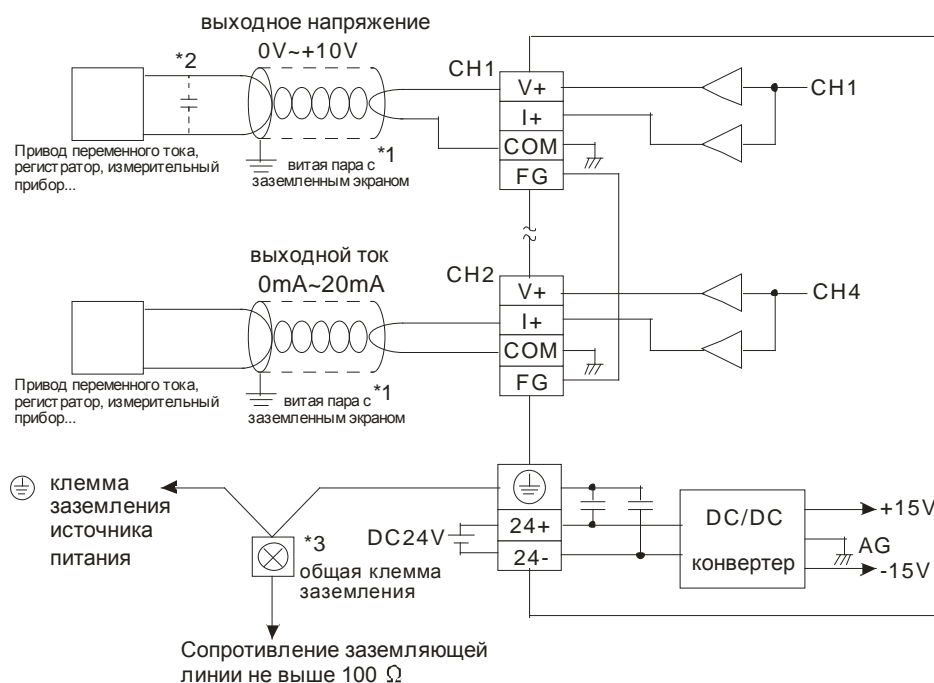 выходное напряжение
0V~+10V
*2
CH1
V+
I+
COM
FG
CH1
*1
Привод переменного тока,
регистратор, измерительный
прибор...
витая пара с
заземленным экраном
выходной ток
0mA~20mA
CH2
V+
I+
COM
FG
CH4
*1
Привод переменного тока,
регистратор, измерительный
прибор...
витая пара с
заземленным экраном
клемма
заземления
источника
питания
*3
общая клемма
заземления
DC24V
24+
24-
DC/DC
конвертер
+15V
AG
-15V
Сопротивление заземляющей
линии не выше 100 Ω